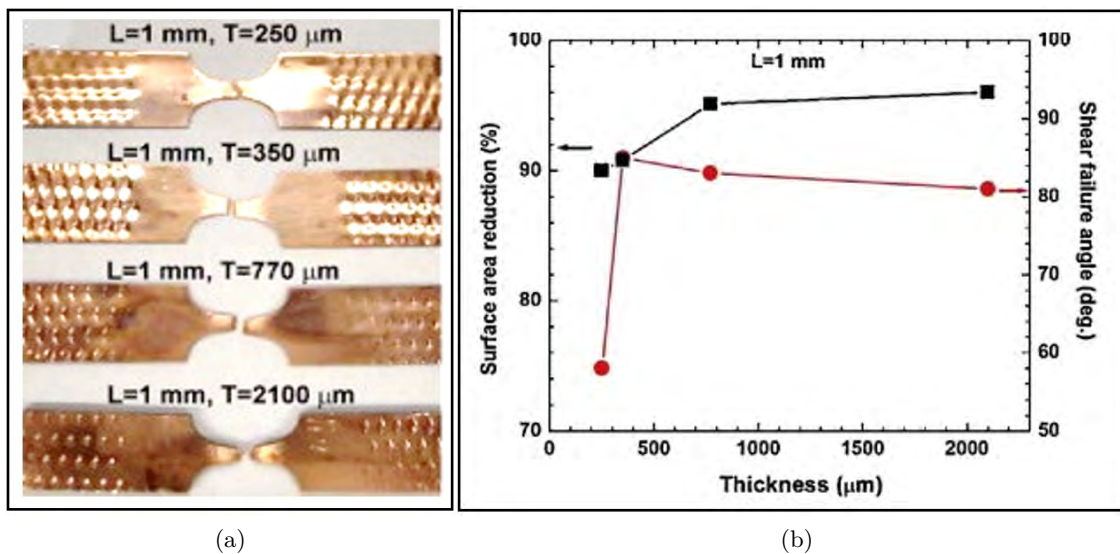 L=1 mm, T=250 μm
L=1 mm, T=350 μm
L=1 mm, T=770 μm
L=1 mm, T=2100 μm
(a)
L=1 mm
100
90
80
70
Surface area reduction (%)
0
500
1000
1500
2000
Thickness (μm)
100
90
80
70
60
50
Shear failure angle (deg.)
(b)